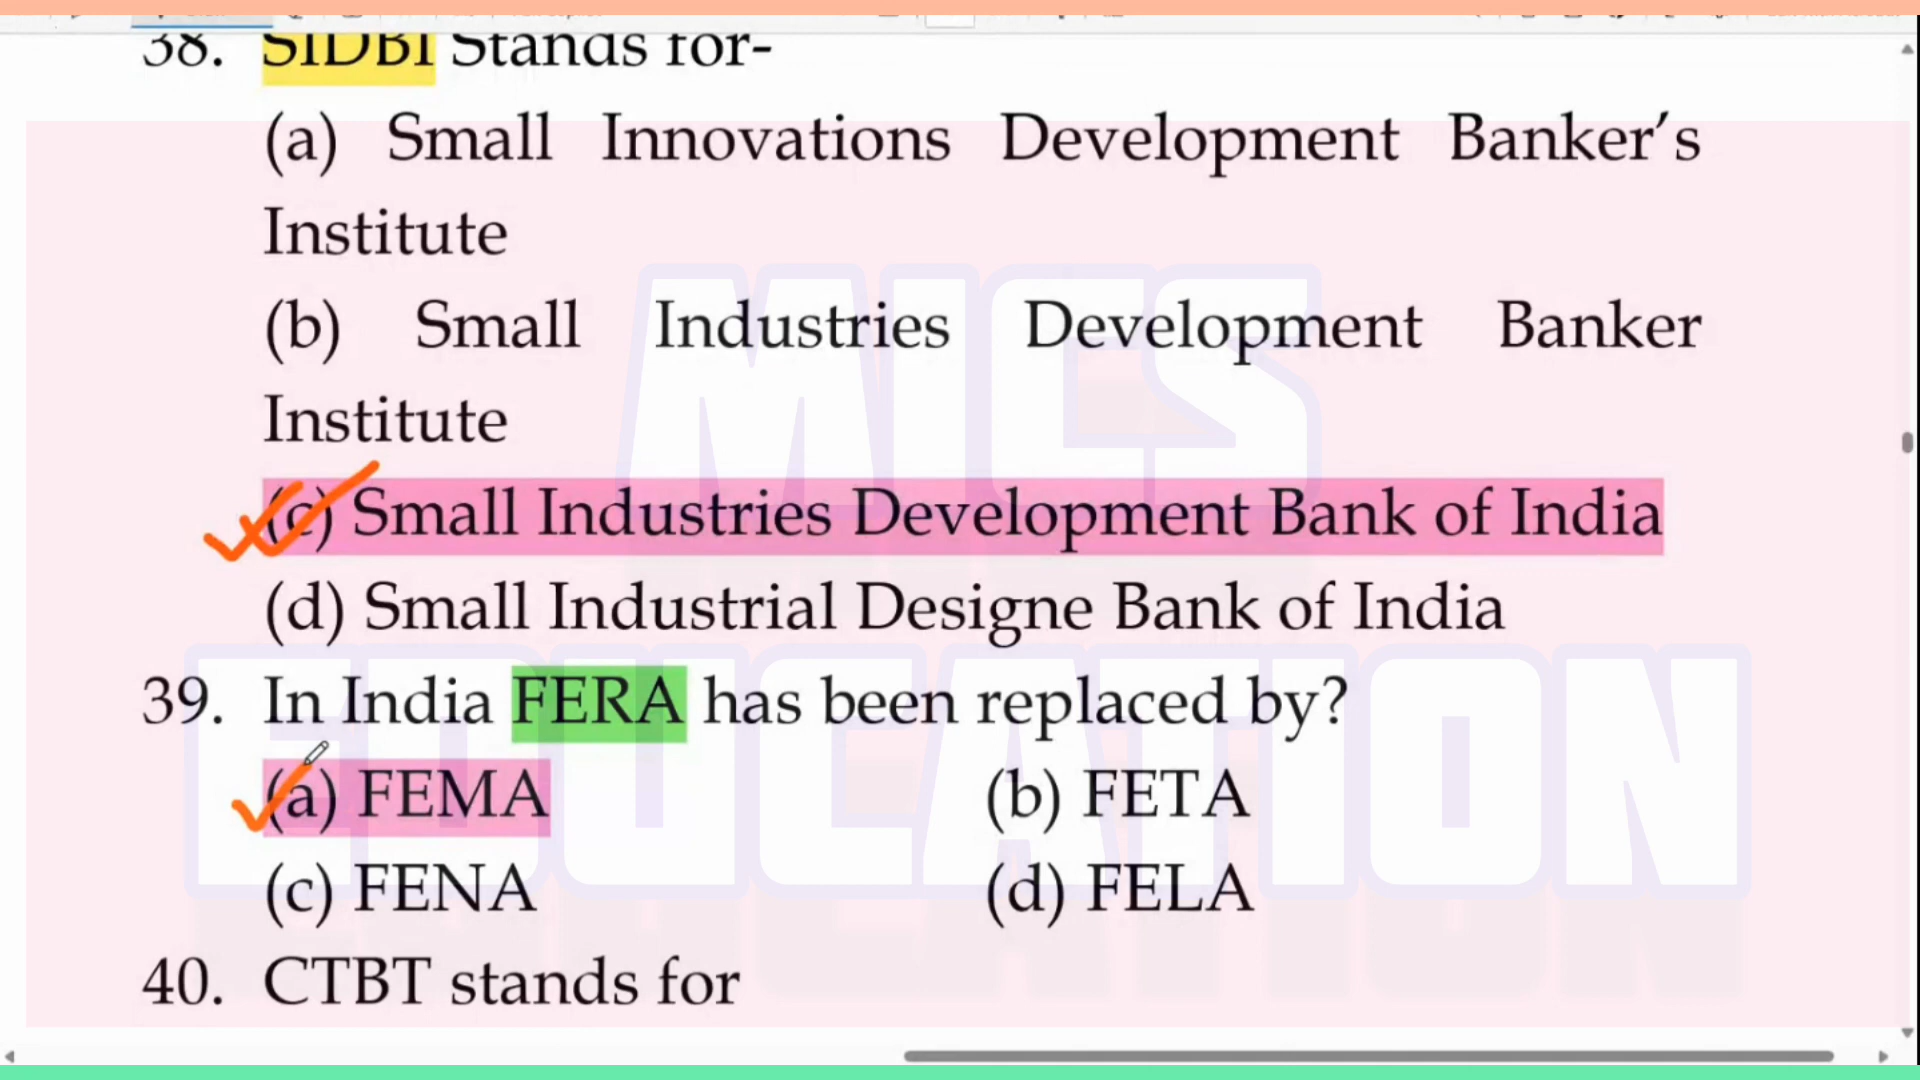 38. SIDBI Stands for-
(a) Small Innovations Development Banker's
Institute
(b) Small Industries Development Banker
Institute
(c) Small Industries Development Bank of India
(d) Small Industrial Designe Bank of India
39. In India FERA has been replaced by?
(a) FEMA (b) FETA
(c) FENA (d) FELA
40. CTBT stands for
MICS
EDUCATION